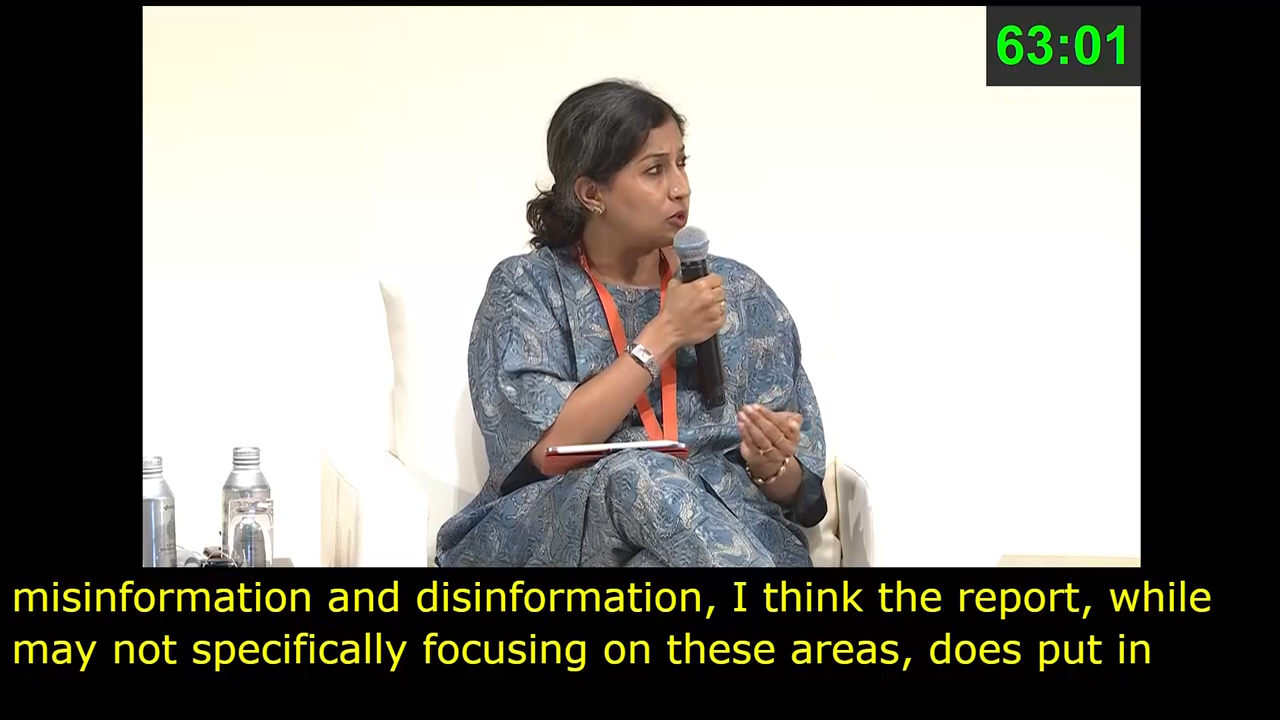 63:01
misinformation and disinformation, I think the report, while
may not specifically focusing on these areas, does put in